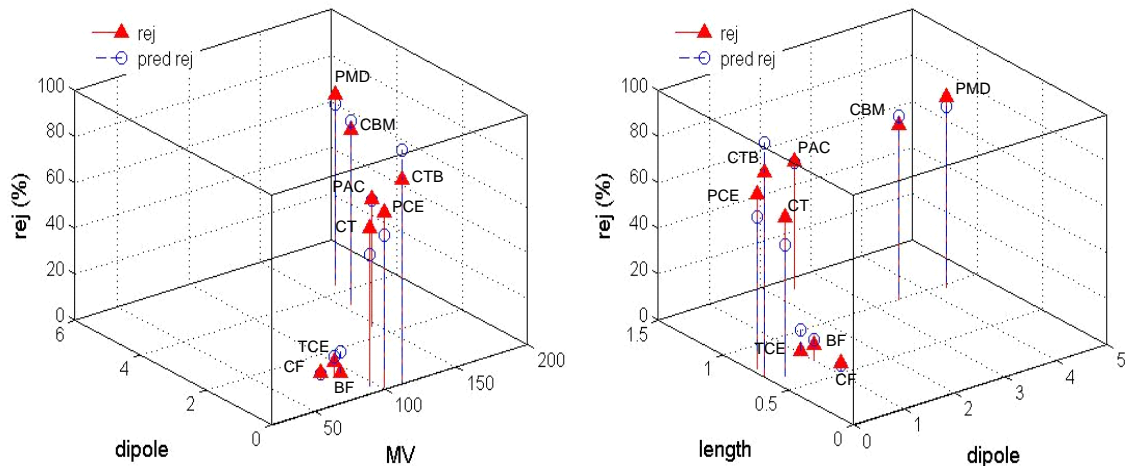 rej
pred rej
PMD
CBM
CTB
PAC
PCE
CT
TCE
CF
BF
rej (%)
100
80
60
40
20
0
6
4
2
0
dipole
50
100
150
200
MV
rej
pred rej
PMD
CBM
PAC
CTB
PCE
CT
BF
TCE
CF
rej (%)
100
80
60
40
20
0
1.5
1
0.5
0
length
0
1
2
3
4
5
dipole